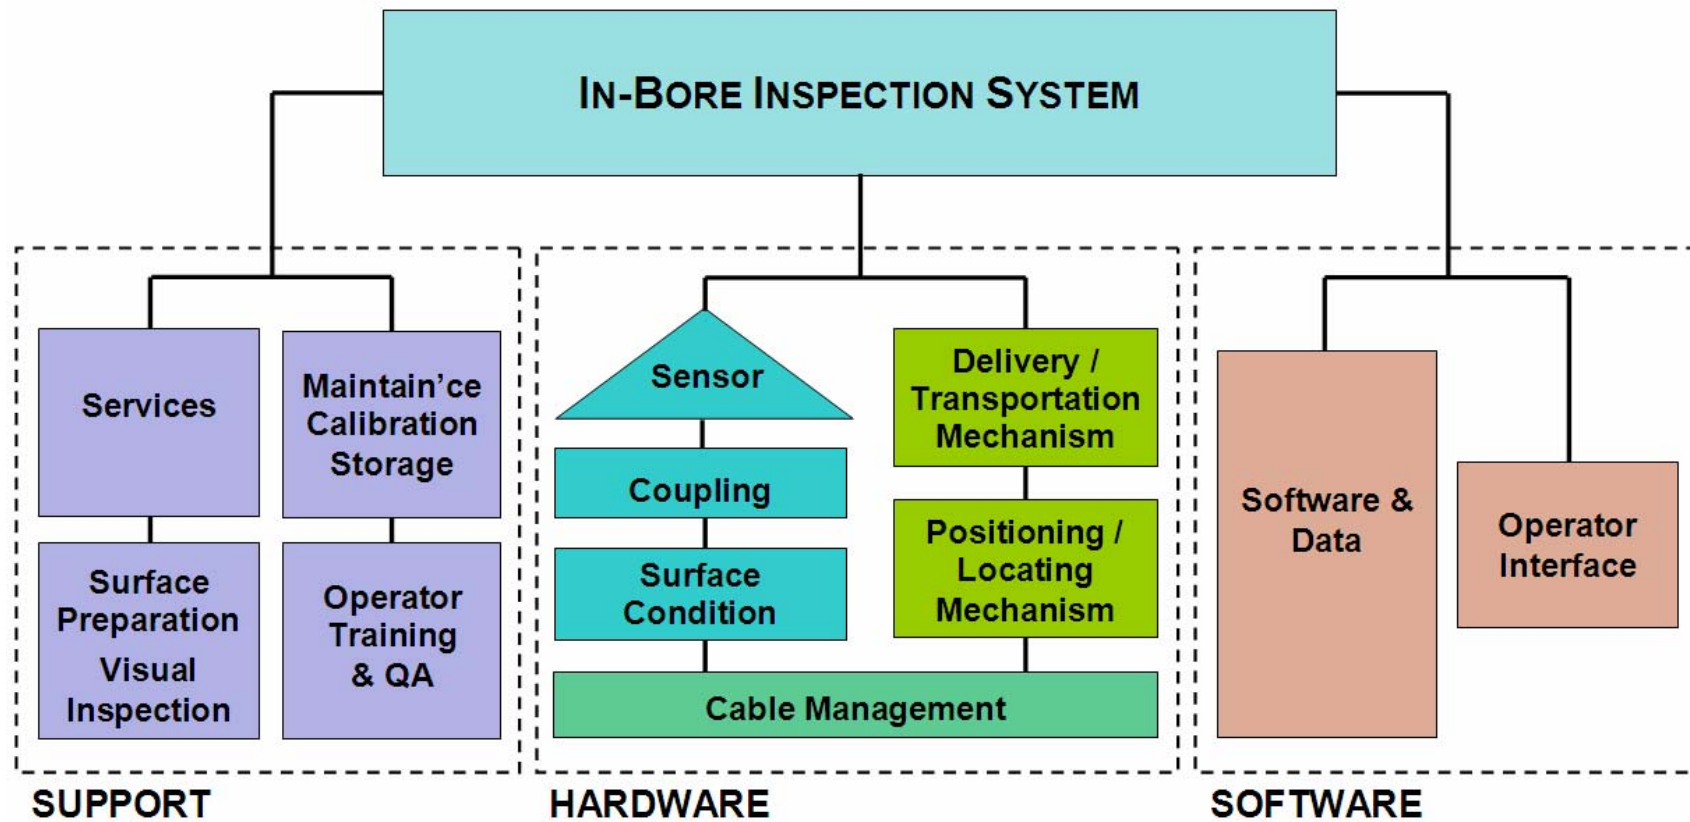 IN-BORE INSPECTION SYSTEM
Services
Maintain’ce
Calibration
Storage
Surface
Preparation
Visual
Inspection
Operator
Training
& QA
SUPPORT
Sensor
Coupling
Surface
Condition
Delivery /
Transportation
Mechanism
Positioning /
Locating
Mechanism
Cable Management
HARDWARE
Software &
Data
Operator
Interface
SOFTWARE